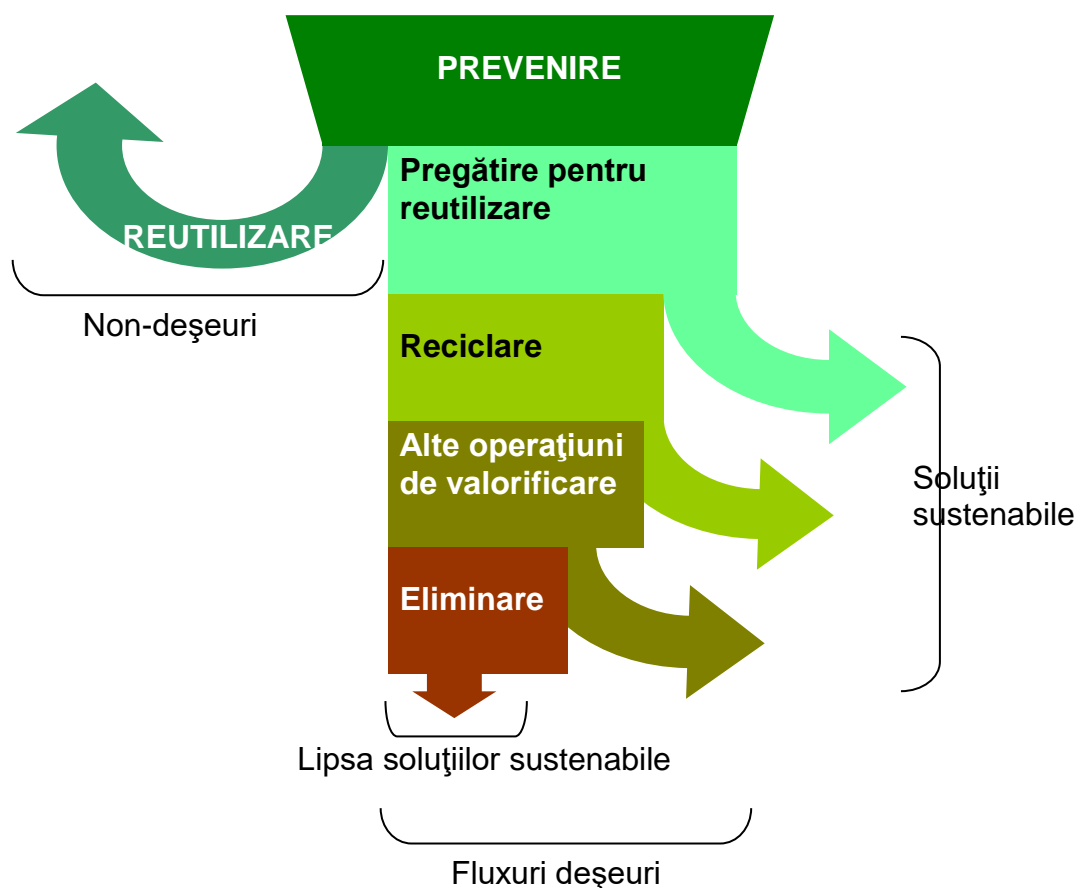 PREVENIRE
Pregătire pentru
reutilizare
REUTILIZARE
Non-deşeuri
Reciclare
Alte operaţiuni
de valorificare
Soluţii
sustenabile
Eliminare
Lipsa soluţiilor sustenabile
Fluxuri deşeuri